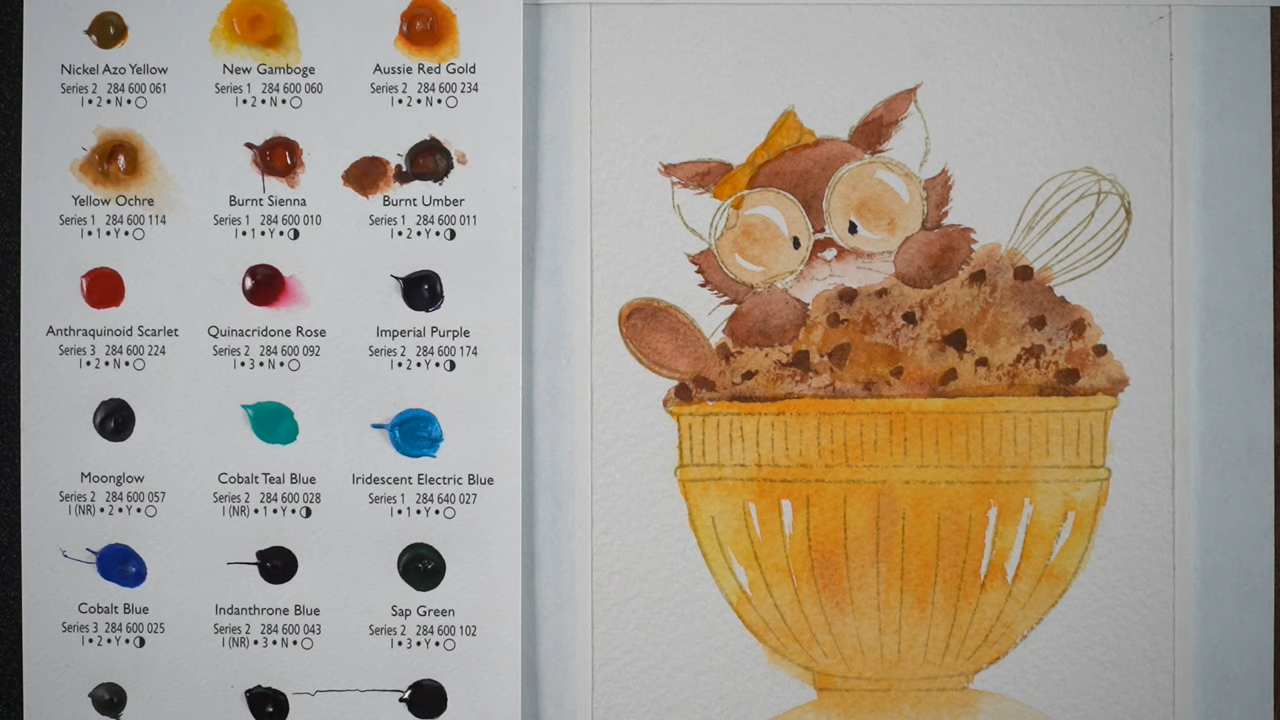 Nickel Azo Yellow New Gamboge Aussie Red Gold
Series 2 284 600 061 Series 1 284 600 060 Series 2 284 600 234
I • 2 • N • ○ I • 2 • N • ○ I • 2 • N • ○
Yellow Ochre Burnt Sienna Burnt Umber
Series 1 284 600 114 Series 1 284 600 010 Series 1 284 600 011
I • 1 • Y • ○ I • 1 • Y • ◑ I • 2 • Y • ◑
Anthraquinoid Scarlet Quinacridone Rose Imperial Purple
Series 3 284 600 224 Series 2 284 600 092 Series 2 284 600 174
I • 2 • N • ○ I • 3 • N • ○ I • 2 • Y • ◑
Moonglow Cobalt Teal Blue Iridescent Electric Blue
Series 2 284 600 057 Series 2 284 600 028 Series 1 284 640 027
I (NR) • 2 • Y • ○ I (NR) • 1 • Y • ◑ I • 1 • Y • ○
Cobalt Blue Indanthrone Blue Sap Green
Series 3 284 600 025 Series 2 284 600 043 Series 2 284 600 102
I • 2 • Y • ◑ I (NR) • 3 • N • ○ I • 3 • Y • ○